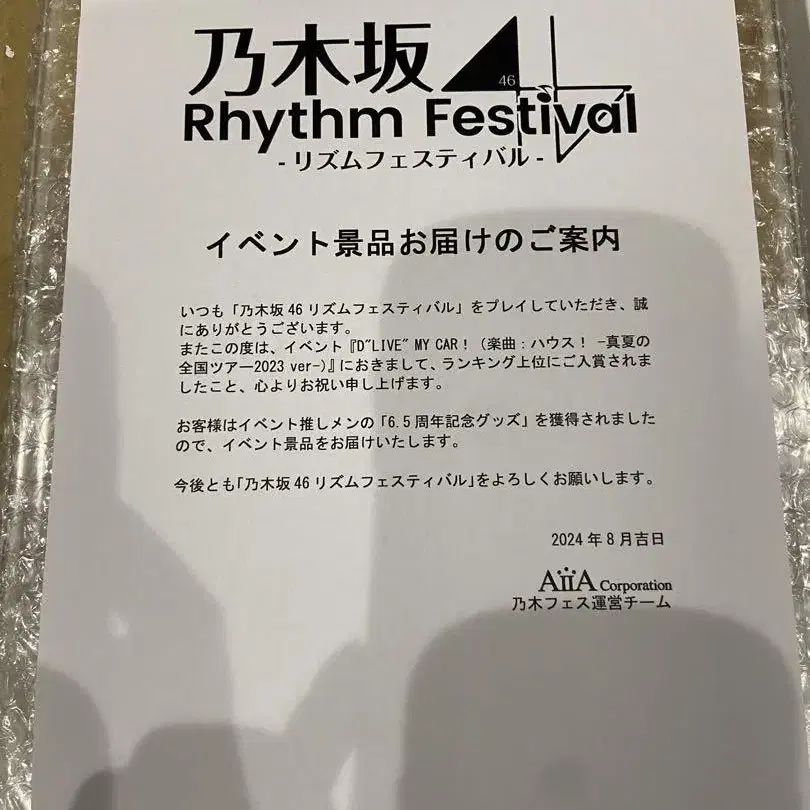 乃木坂46
Rhythm Festival
- リズムフェスティバル -
イベント景品お届けのご案内
いつも「乃木坂46リズムフェスティバル」をプレイしていただき、誠
にありがとうございます。
またこの度は、イベント『D"LIVE" MY CAR！（楽曲：ハウス！ -真夏の
全国ツアー2023 ver-)』におきまして、ランキング上位にご入賞されま
したこと、心よりお祝い申し上げます。
お客様はイベント推しメンの「6.5周年記念グッズ」を獲得されました
ので、イベント景品をお届けいたします。
今後とも「乃木坂46リズムフェスティバル」をよろしくお願いします。
2024年8月吉日
AiiA Corporation
乃木フェス運営チーム